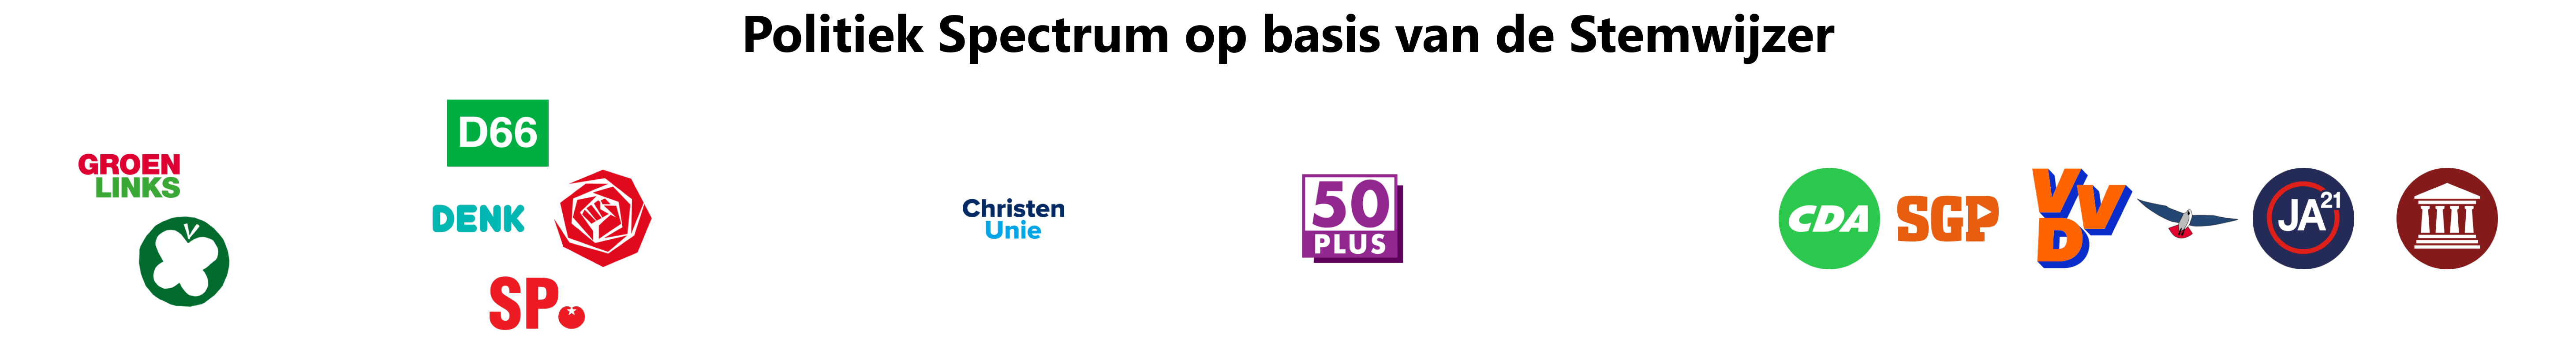 Politiek Spectrum op basis van de Stemwijzer
GROEN
LINKS
D66
DENK
SP
Christen
Unie
50
PLUS
CDA
SGP
VVD
JA21